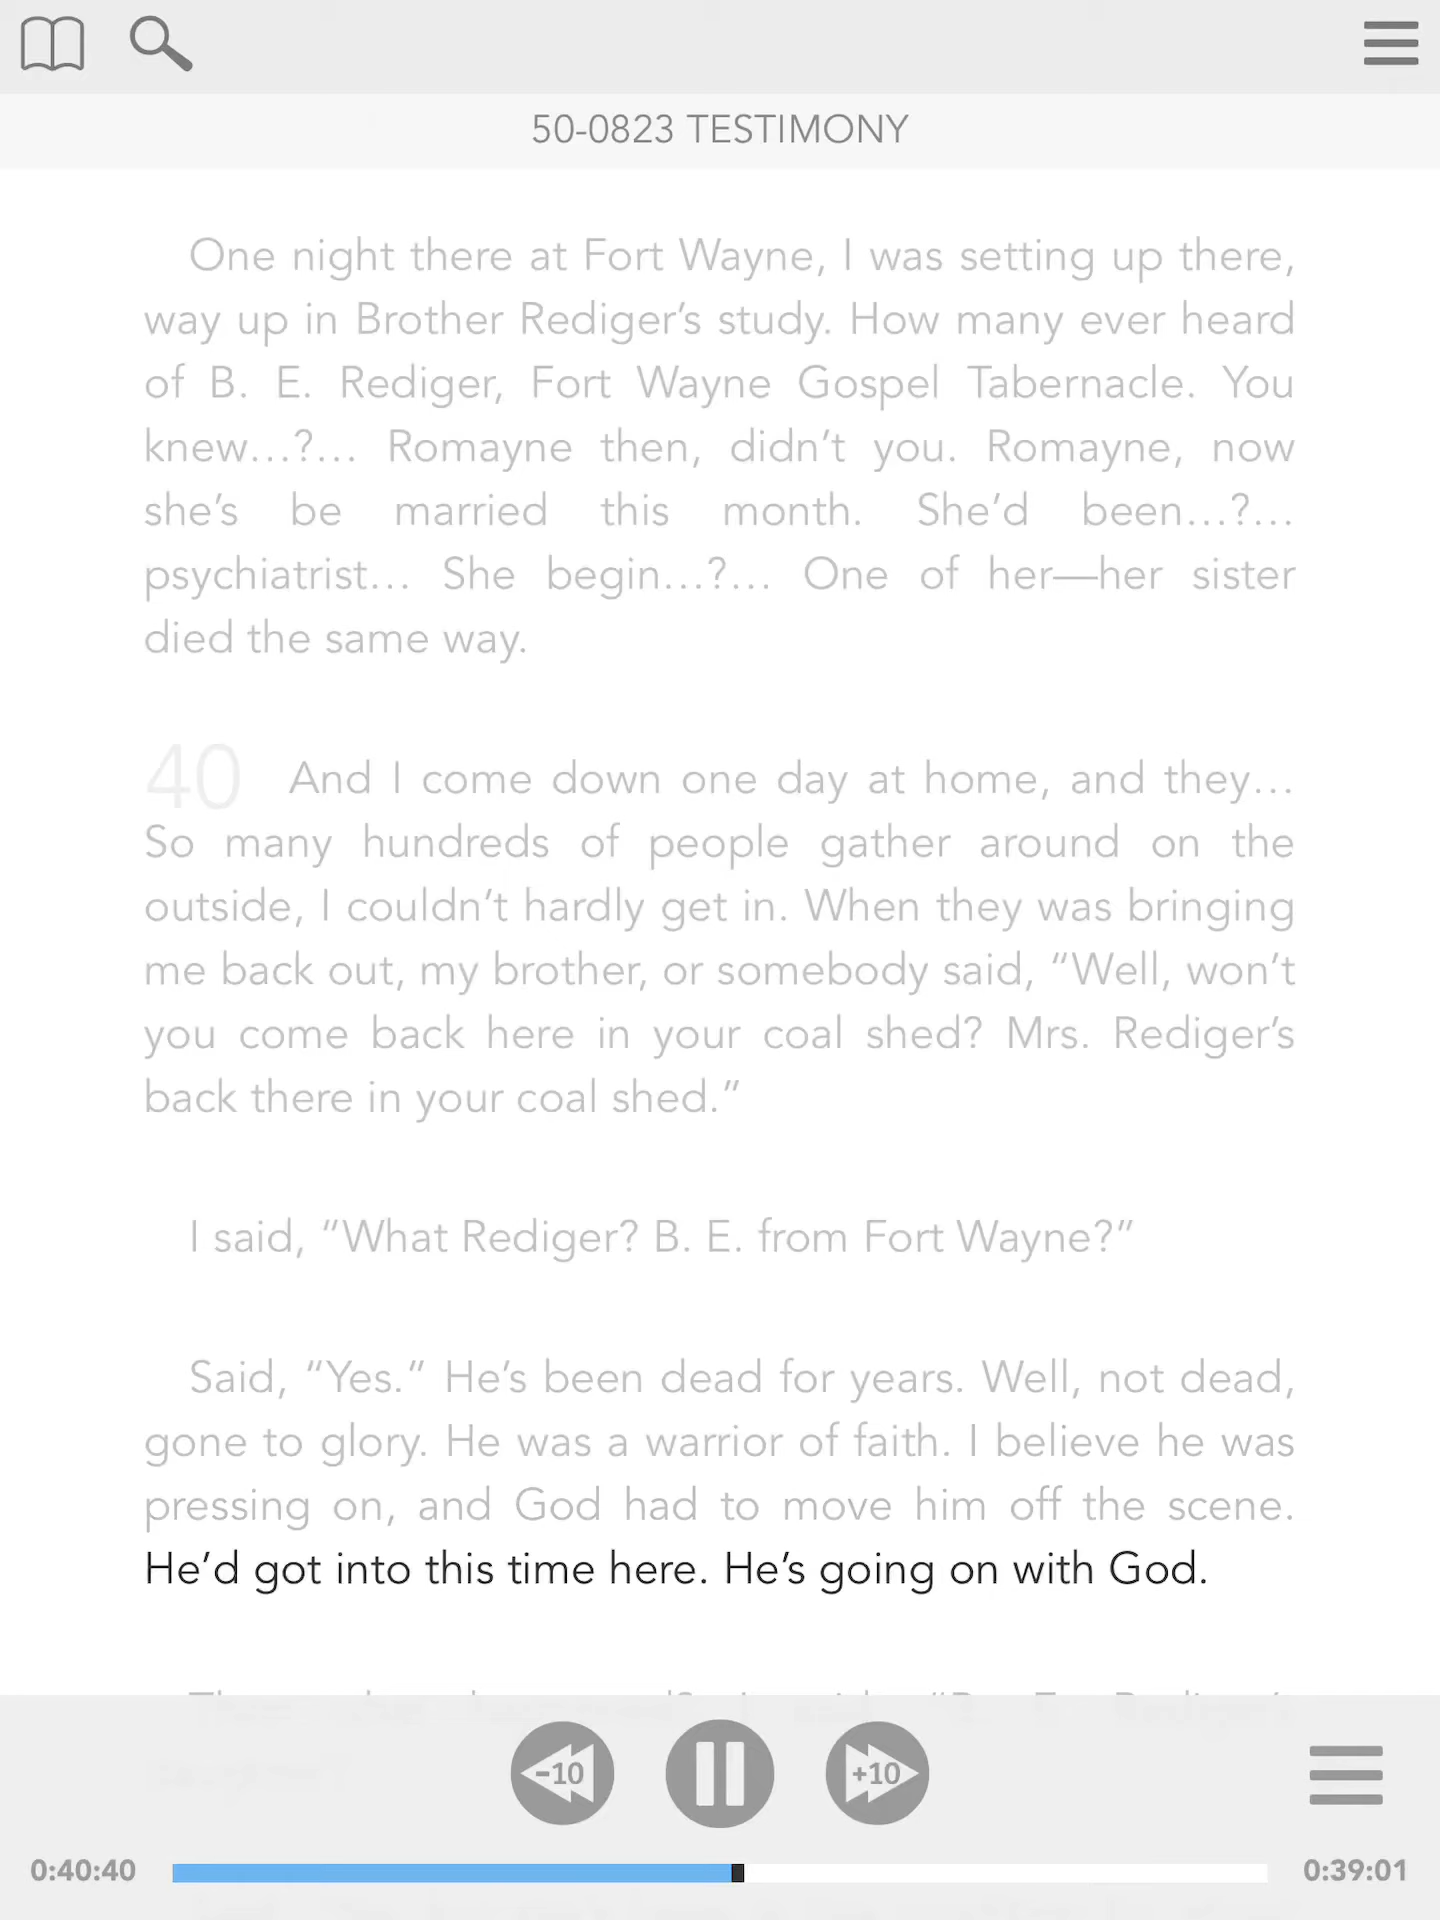 50-0823 TESTIMONY
One night there at Fort Wayne, I was setting up there,
way up in Brother Rediger’s study. How many ever heard
of B. E. Rediger, Fort Wayne Gospel Tabernacle. You
knew…?… Romayne then, didn’t you. Romayne, now
she’s be married this month. She’d been…?…
psychiatrist… She begin…?… One of her—her sister
died the same way.
40 And I come down one day at home, and they…
So many hundreds of people gather around on the
outside, I couldn’t hardly get in. When they was bringing
me back out, my brother, or somebody said, “Well, won’t
you come back here in your coal shed? Mrs. Rediger’s
back there in your coal shed.”
I said, “What Rediger? B. E. from Fort Wayne?”
Said, “Yes.“ He’s been dead for years. Well, not dead,
gone to glory. He was a warrior of faith. I believe he was
pressing on, and God had to move him off the scene.
He’d got into this time here. He’s going on with God.
-10 +10
0:40:40 0:39:01